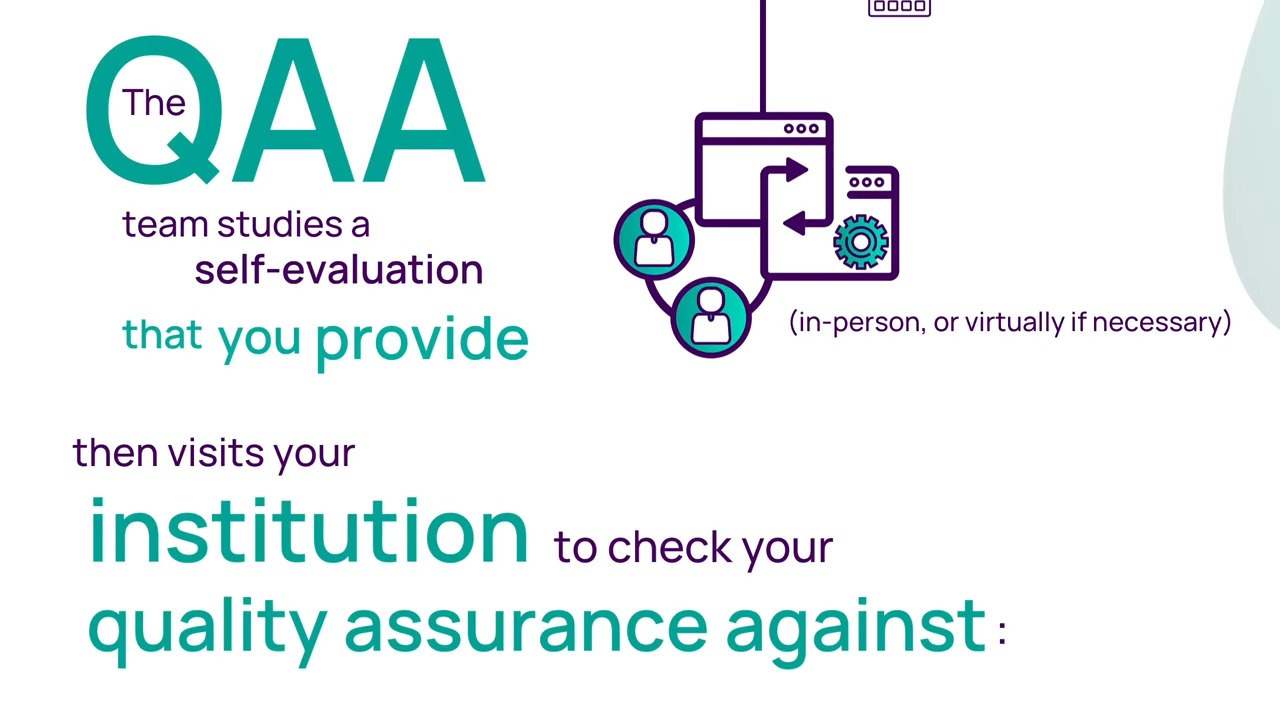 The
QAA
team studies a
self-evaluation
that you provide
(in-person, or virtually if necessary)
then visits your
institution to check your
quality assurance against: